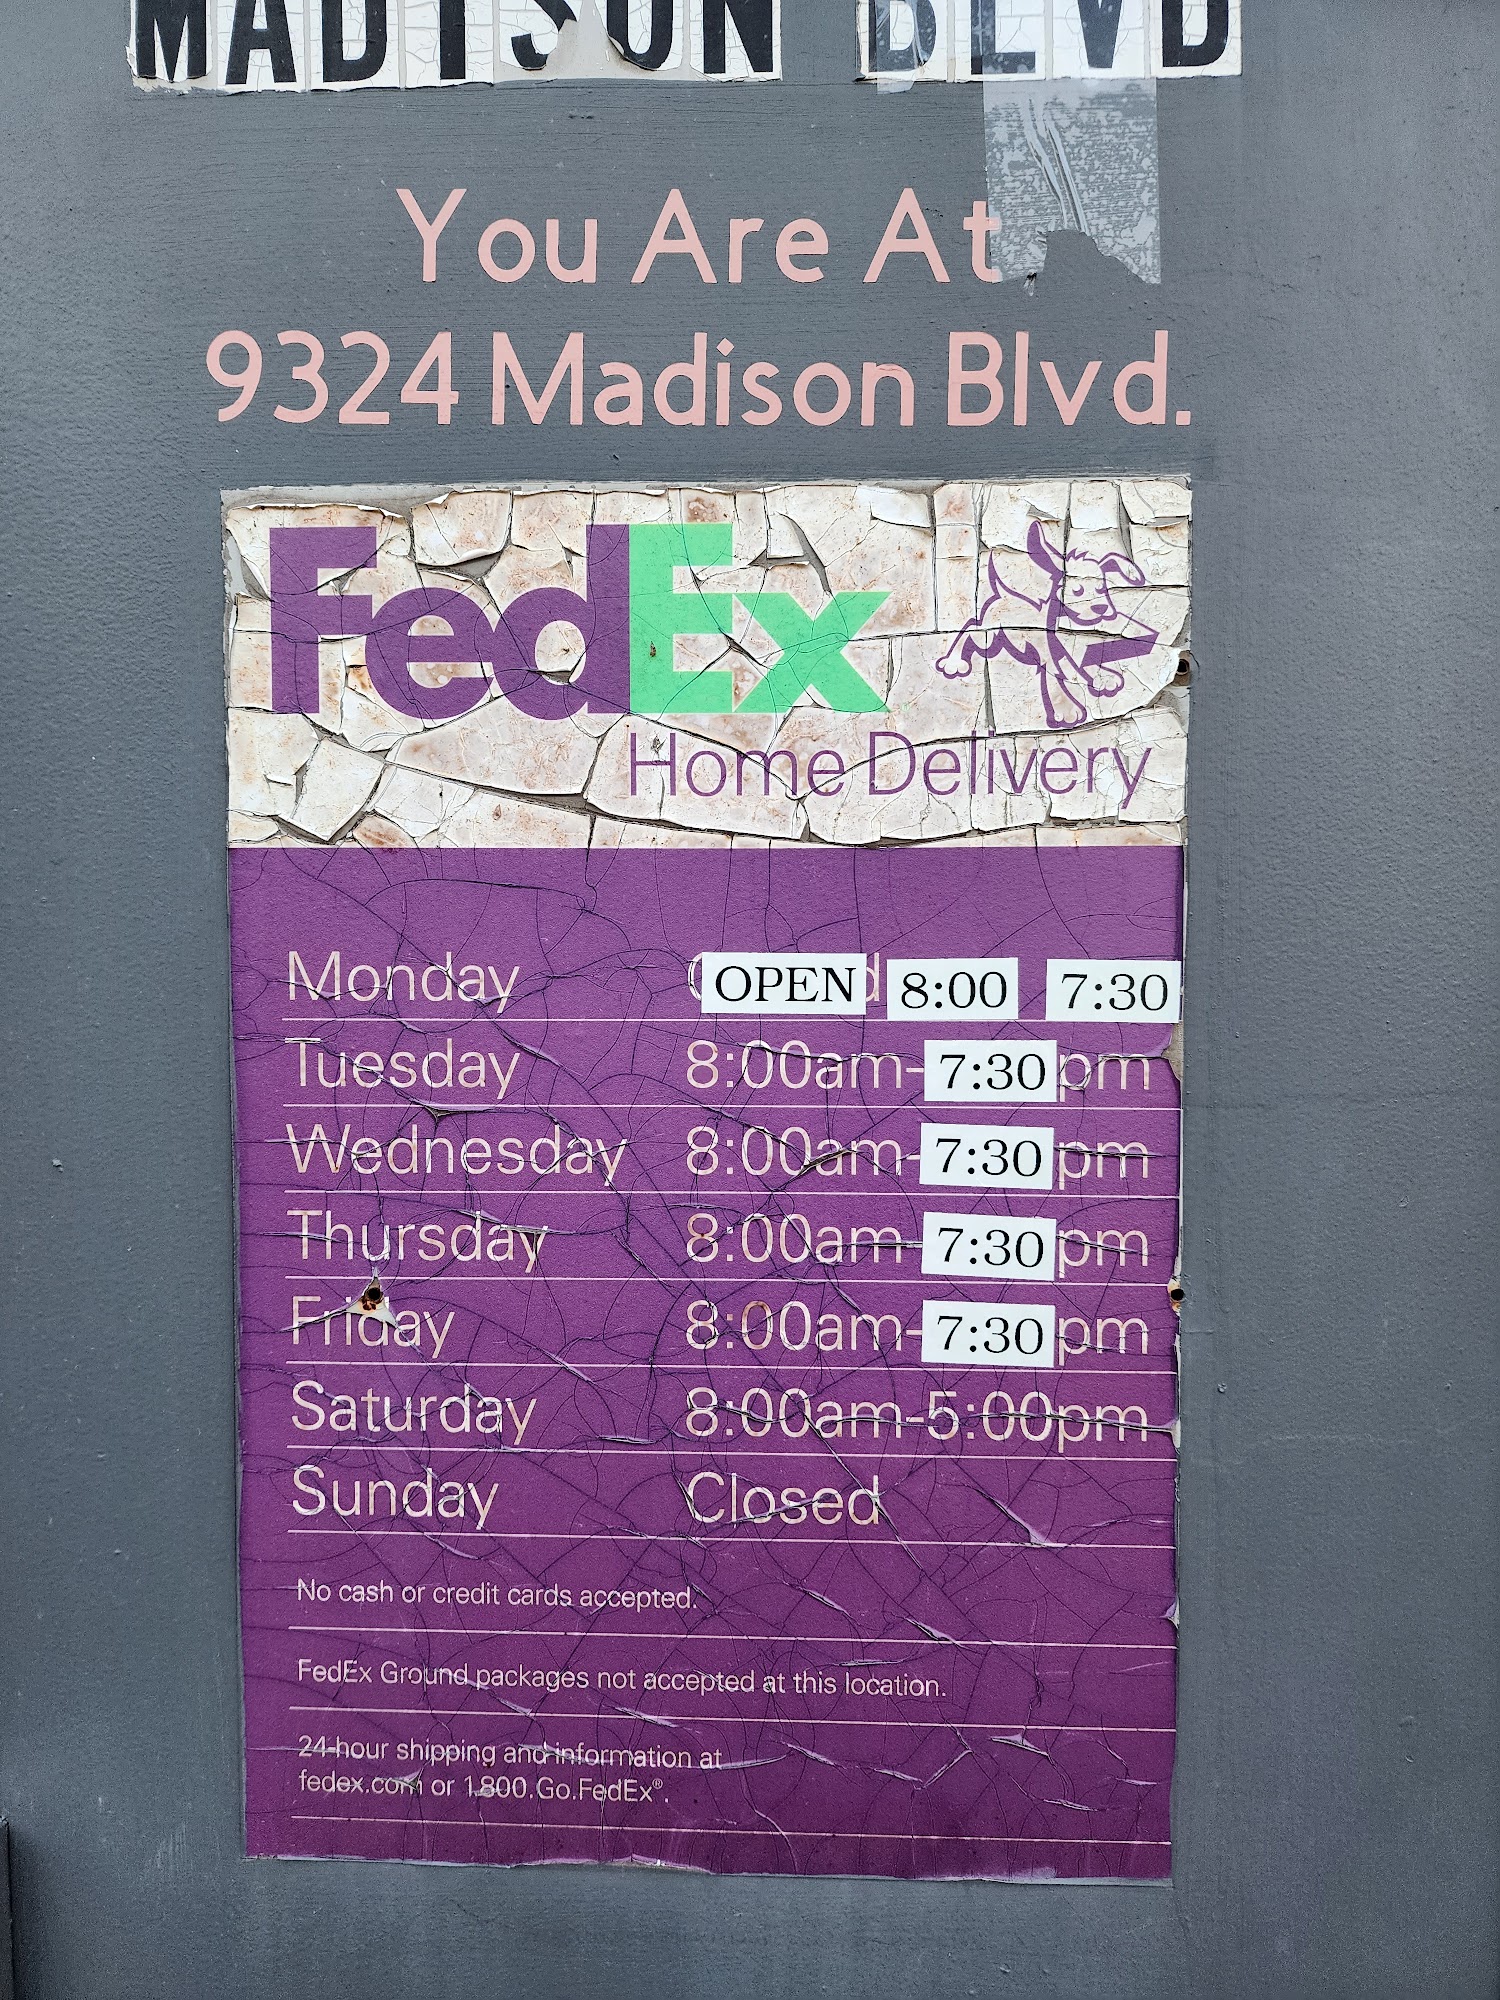 MADISON BLVD
You Are At
9324 Madison Blvd.
FedEx
Home Delivery
Monday OPEN 8:00 7:30
Tuesday 8:00am-7:30pm
Wednesday 8:00am-7:30pm
Thursday 8:00am-7:30pm
Friday 8:00am-7:30pm
Saturday 8:00am-5:00pm
Sunday Closed
No cash or credit cards accepted.
FedEx Ground packages not accepted at this location.
24-hour shipping and information at
fedex.com or 1.800.Go.FedEx®.